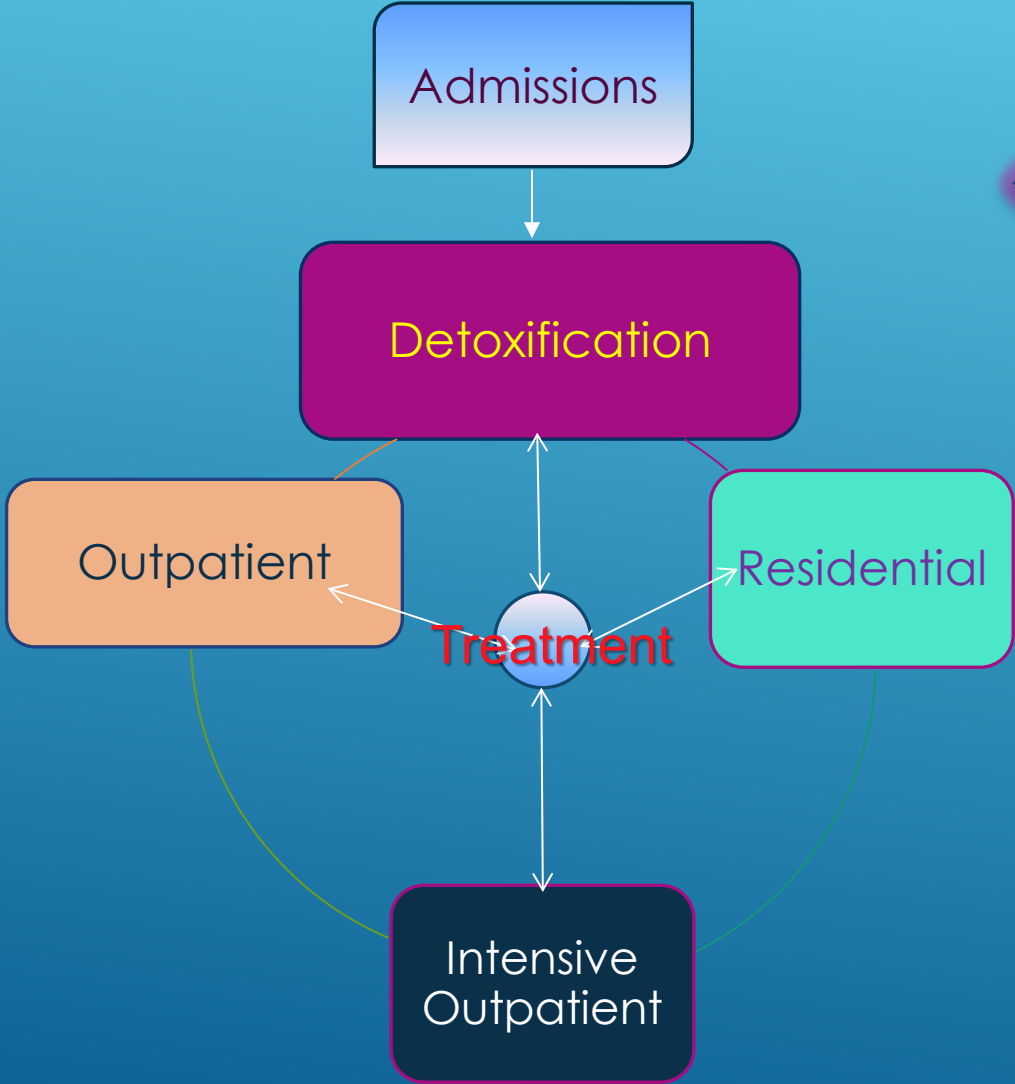 Admissions
Detoxification
Outpatient
Residential
Treatment
Intensive
Outpatient